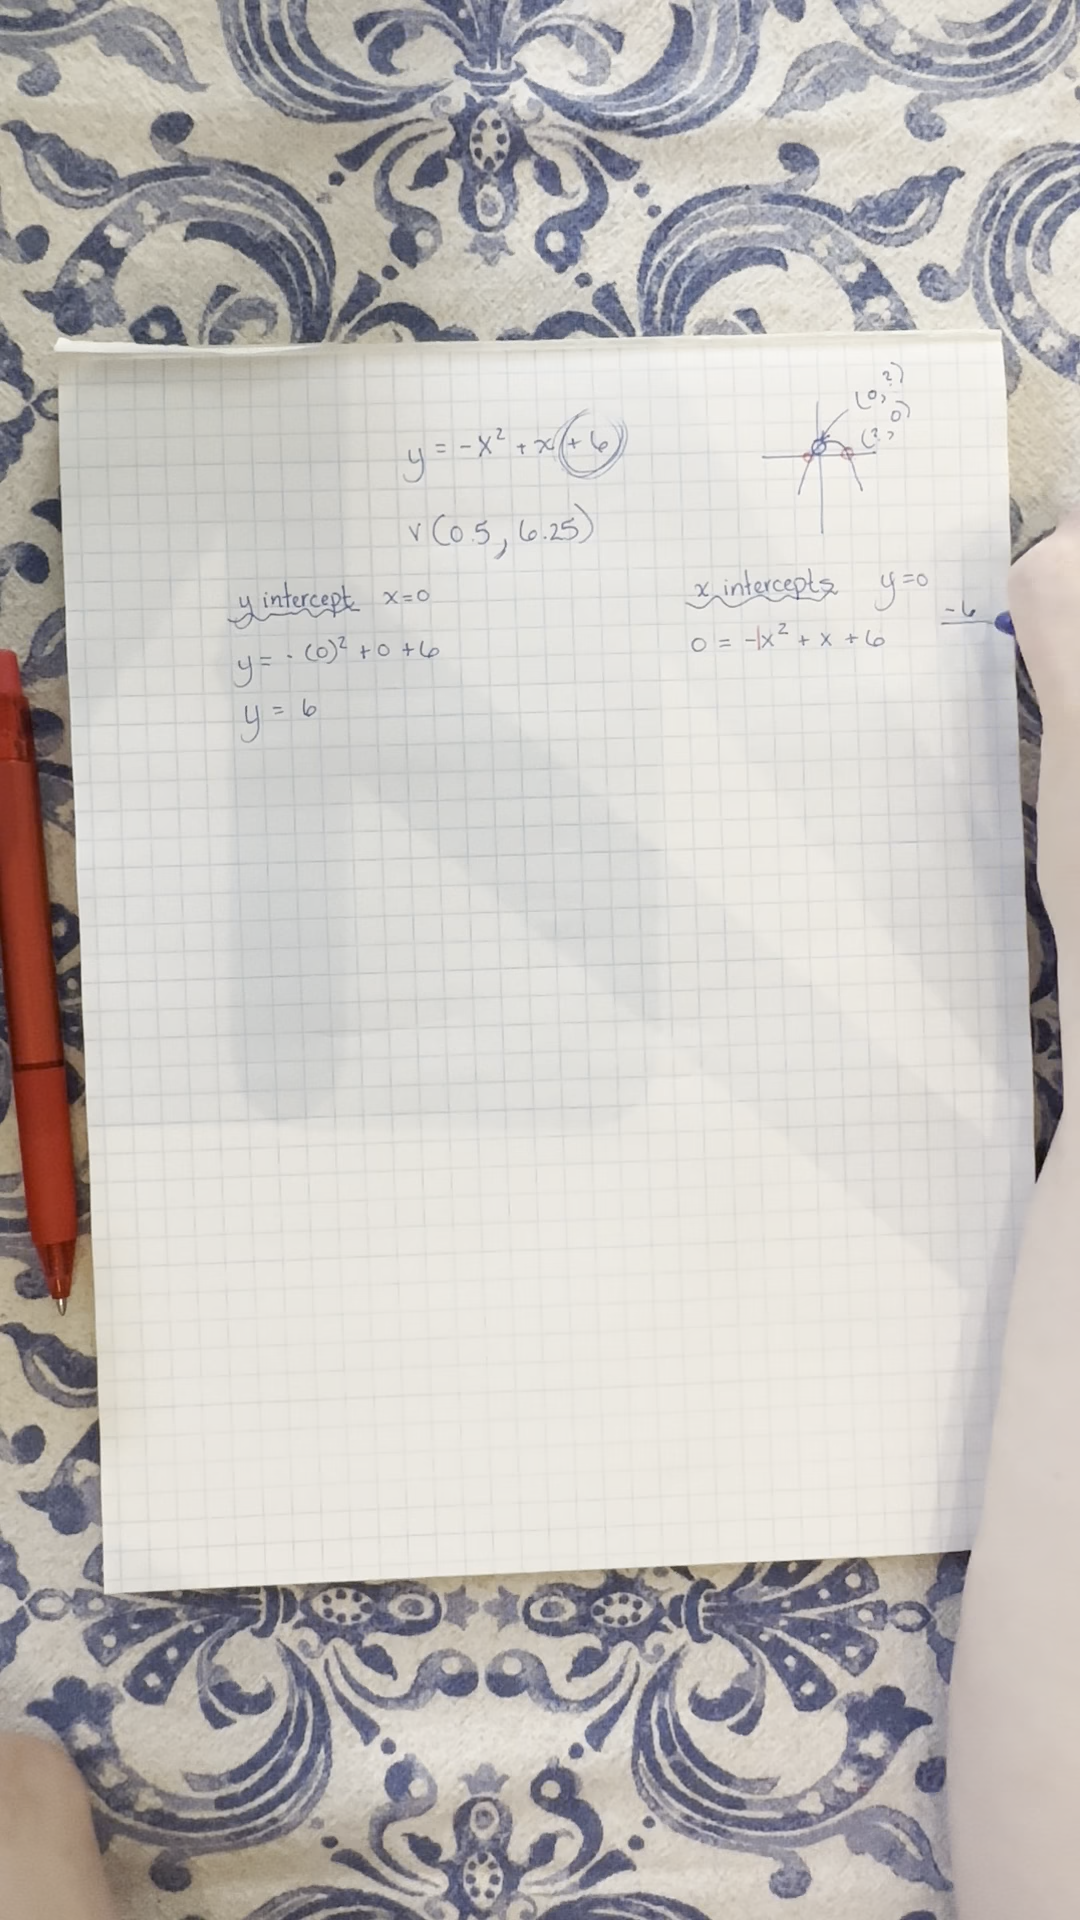 y = -x² + x + 6
(0, ?)
(?, 0)
v(0.5, 6.25)
y intercept x=0
y = -(0)² + 0 + 6
y = 6
x intercepts y=0
-6
0 = -1x² + x + 6